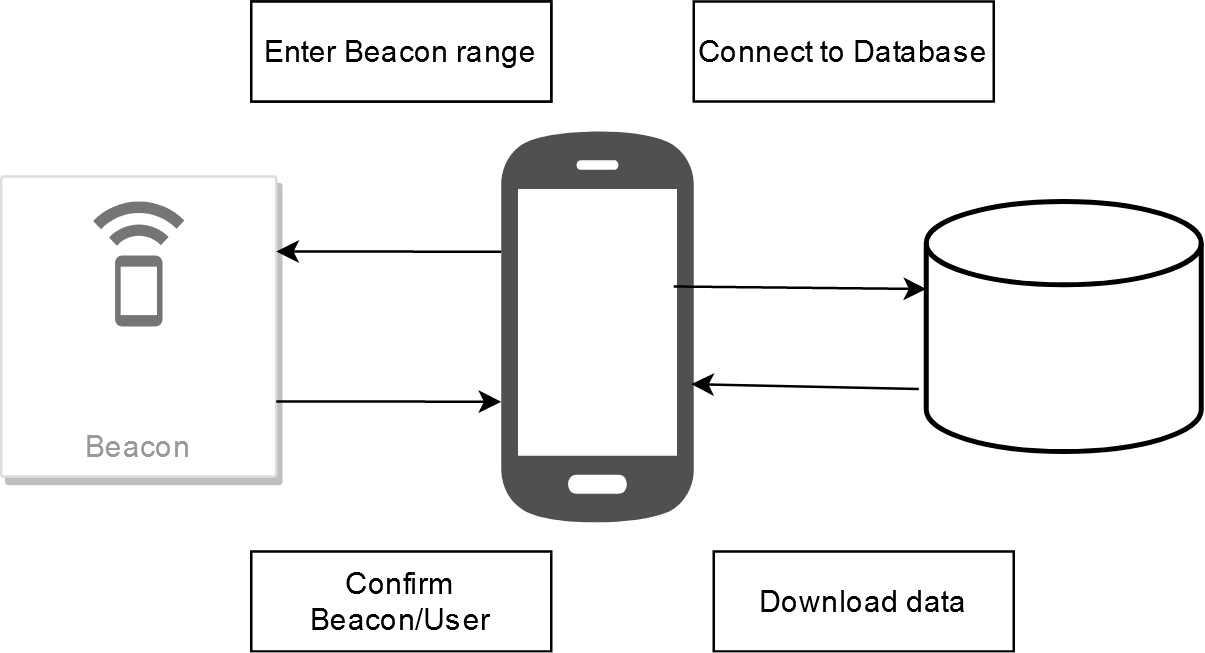 Enter Beacon range
Connect to Database
Beacon
Confirm
Beacon/User
Download data